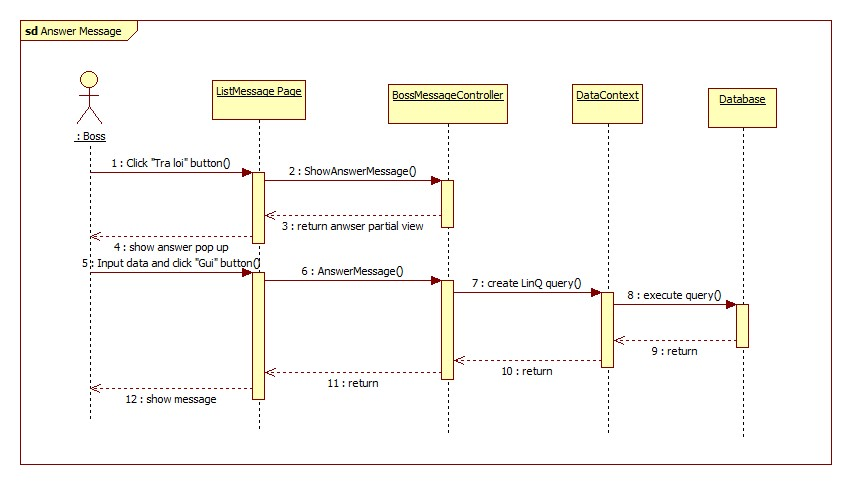 sd Answer Message
ListMessage Page
BossMessageController
DataContext
Database
: Boss
1 : Click "Tra loi" button()
2 : ShowAnswerMessage()
3 : return anwser partial view
4 : show answer pop up
5 : Input data and click "Gui" button()
6 : AnswerMessage()
7 : create LinQ query()
8 : execute query()
9 : return
10 : return
11 : return
12 : show message